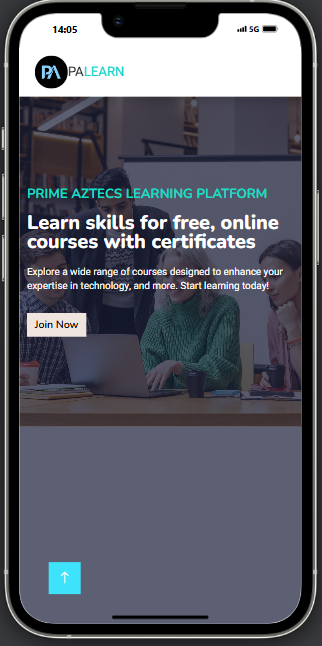 14:05
5G
PA PALEARN
PRIME AZTECS LEARNING PLATFORM
Learn skills for free, online
courses with certificates
Explore a wide range of courses designed to enhance your
expertise in technology, and more. Start learning today!
Join Now